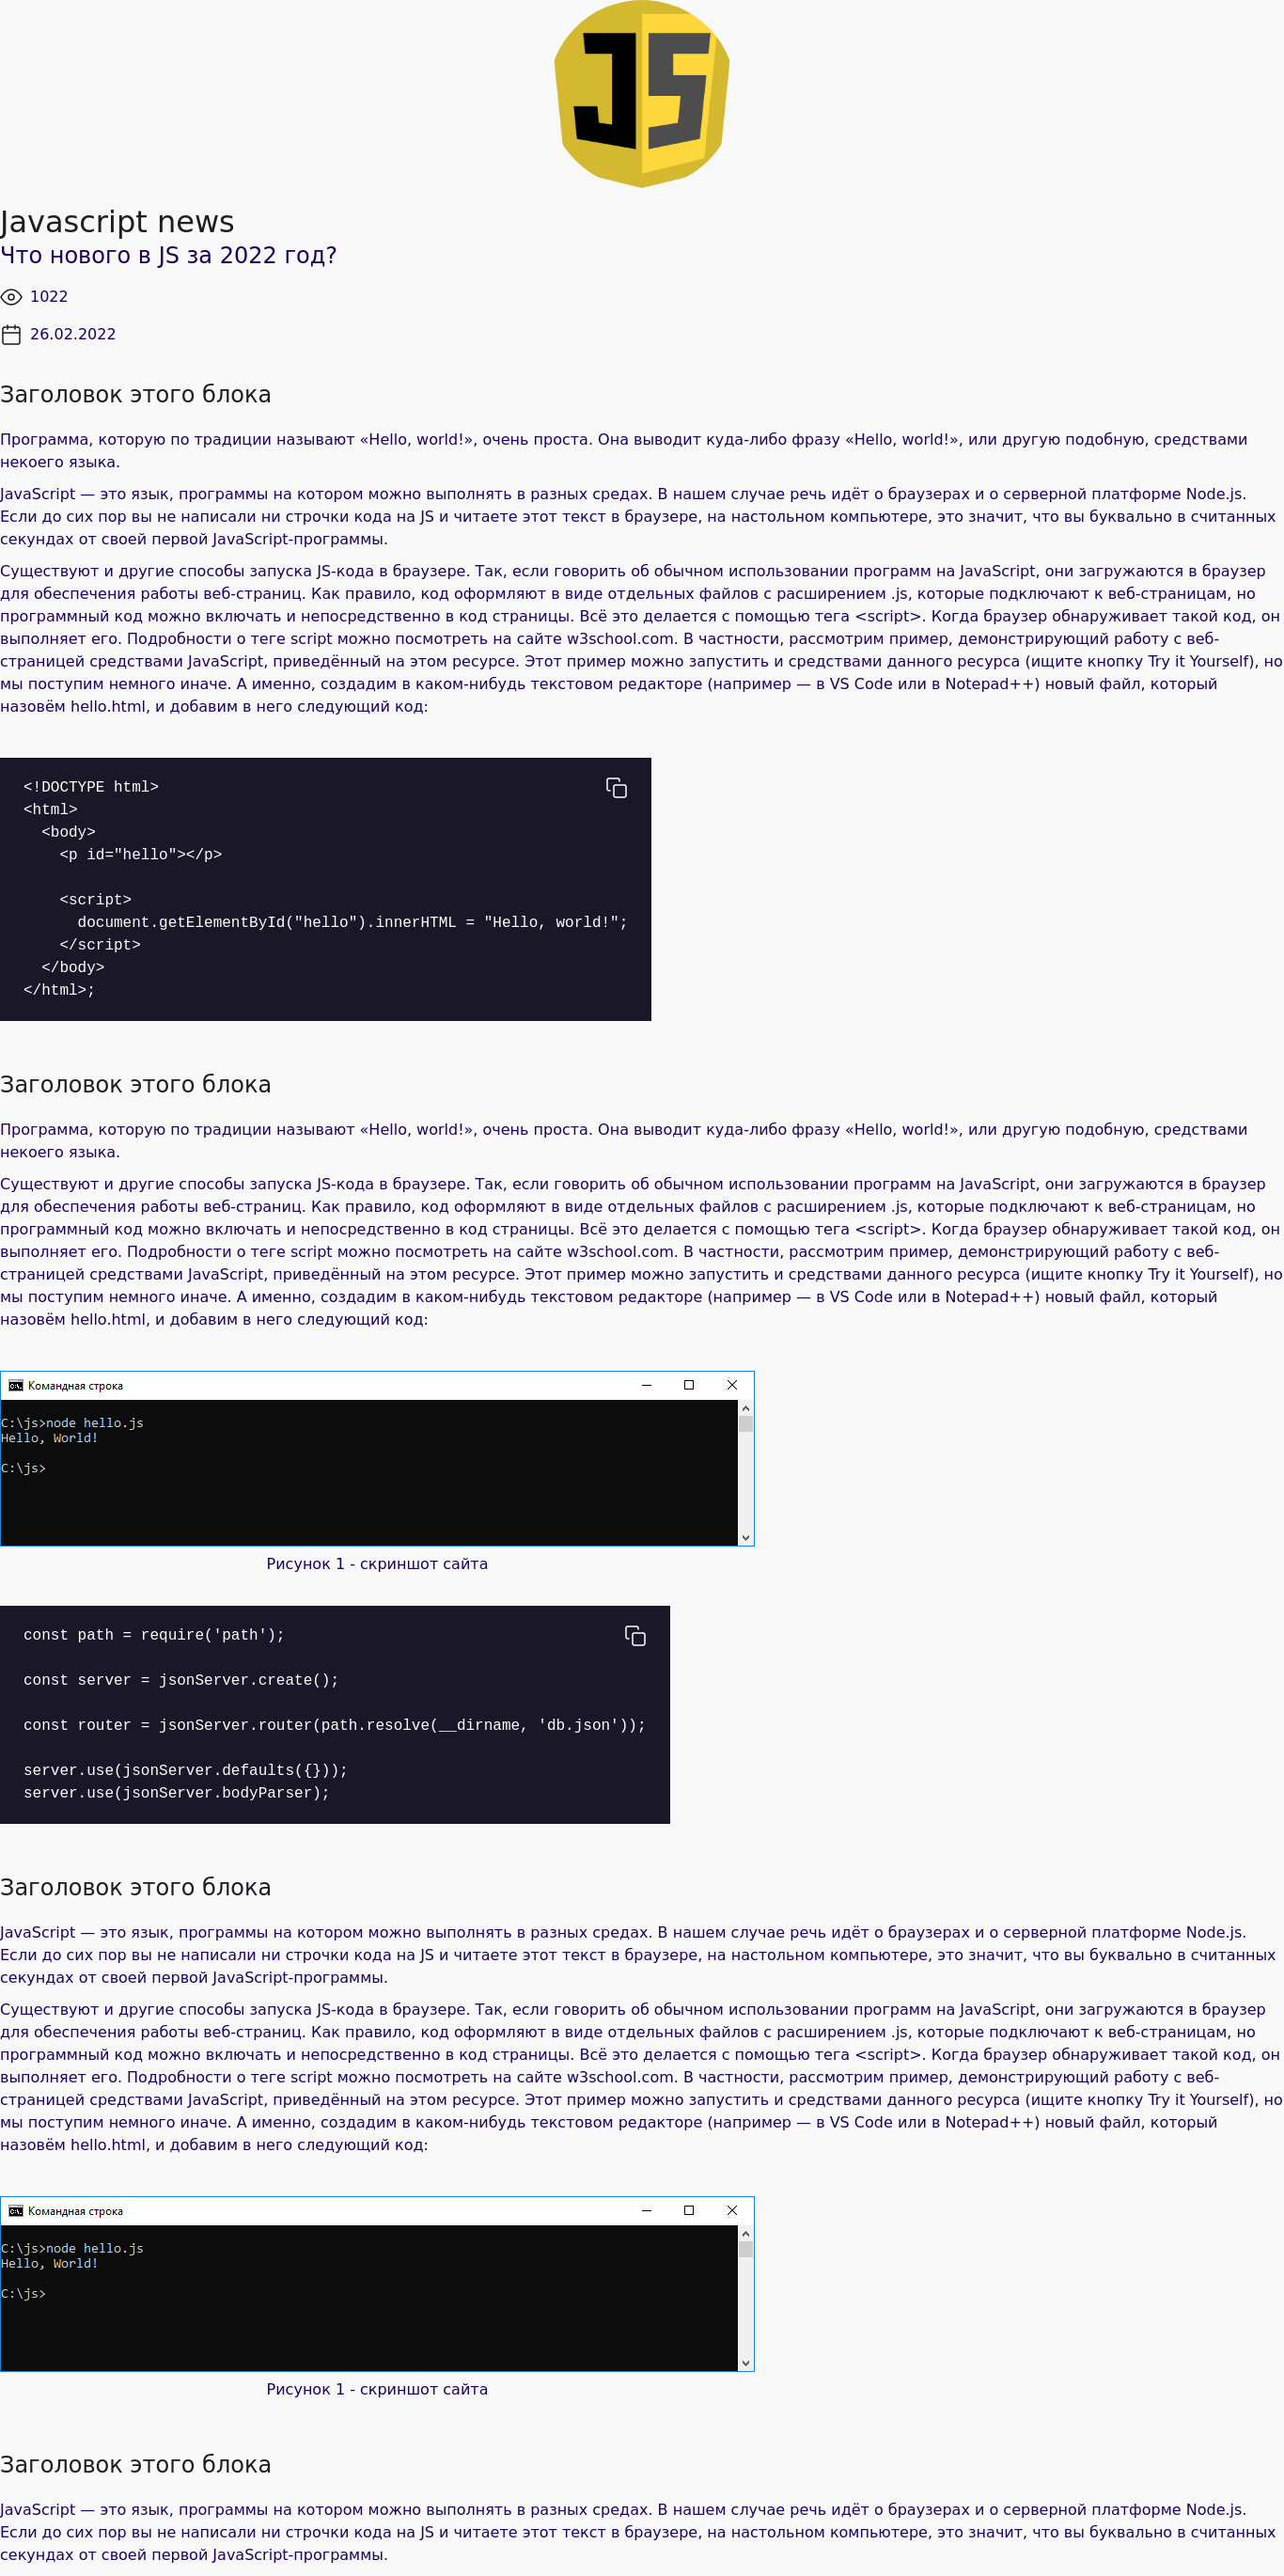 JS
Javascript news
Что нового в JS за 2022 год?
1022
26.02.2022
Заголовок этого блока
Программа, которую по традиции называют «Hello, world!», очень проста. Она выводит куда-либо фразу «Hello, world!», или другую подобную, средствами
некоего языка.
JavaScript — это язык, программы на котором можно выполнять в разных средах. В нашем случае речь идёт о браузерах и о серверной платформе Node.js.
Если до сих пор вы не написали ни строчки кода на JS и читаете этот текст в браузере, на настольном компьютере, это значит, что вы буквально в считанных
секундах от своей первой JavaScript-программы.
Существуют и другие способы запуска JS-кода в браузере. Так, если говорить об обычном использовании программ на JavaScript, они загружаются в браузер
для обеспечения работы веб-страниц. Как правило, код оформляют в виде отдельных файлов с расширением .js, которые подключают к веб-страницам, но
программный код можно включать и непосредственно в код страницы. Всё это делается с помощью тега <script>. Когда браузер обнаруживает такой код, он
выполняет его. Подробности о теге script можно посмотреть на сайте w3school.com. В частности, рассмотрим пример, демонстрирующий работу с веб-
страницей средствами JavaScript, приведённый на этом ресурсе. Этот пример можно запустить и средствами данного ресурса (ищите кнопку Try it Yourself), но
мы поступим немного иначе. А именно, создадим в каком-нибудь текстовом редакторе (например — в VS Code или в Notepad++) новый файл, который
назовём hello.html, и добавим в него следующий код:
<!DOCTYPE html>
<html>
<body>
<p id="hello"></p>
<script>
document.getElementById("hello").innerHTML = "Hello, world!";
</script>
</body>
</html>;
Заголовок этого блока
Программа, которую по традиции называют «Hello, world!», очень проста. Она выводит куда-либо фразу «Hello, world!», или другую подобную, средствами
некоего языка.
Существуют и другие способы запуска JS-кода в браузере. Так, если говорить об обычном использовании программ на JavaScript, они загружаются в браузер
для обеспечения работы веб-страниц. Как правило, код оформляют в виде отдельных файлов с расширением .js, которые подключают к веб-страницам, но
программный код можно включать и непосредственно в код страницы. Всё это делается с помощью тега <script>. Когда браузер обнаруживает такой код, он
выполняет его. Подробности о теге script можно посмотреть на сайте w3school.com. В частности, рассмотрим пример, демонстрирующий работу с веб-
страницей средствами JavaScript, приведённый на этом ресурсе. Этот пример можно запустить и средствами данного ресурса (ищите кнопку Try it Yourself), но
мы поступим немного иначе. А именно, создадим в каком-нибудь текстовом редакторе (например — в VS Code или в Notepad++) новый файл, который
назовём hello.html, и добавим в него следующий код:
Командная строка
C:\js>node hello.js
Hello, World!
C:\js>
Рисунок 1 - скриншот сайта
const path = require('path');
const server = jsonServer.create();
const router = jsonServer.router(path.resolve(__dirname, 'db.json'));
server.use(jsonServer.defaults({}));
server.use(jsonServer.bodyParser);
Заголовок этого блока
JavaScript — это язык, программы на котором можно выполнять в разных средах. В нашем случае речь идёт о браузерах и о серверной платформе Node.js.
Если до сих пор вы не написали ни строчки кода на JS и читаете этот текст в браузере, на настольном компьютере, это значит, что вы буквально в считанных
секундах от своей первой JavaScript-программы.
Существуют и другие способы запуска JS-кода в браузере. Так, если говорить об обычном использовании программ на JavaScript, они загружаются в браузер
для обеспечения работы веб-страниц. Как правило, код оформляют в виде отдельных файлов с расширением .js, которые подключают к веб-страницам, но
программный код можно включать и непосредственно в код страницы. Всё это делается с помощью тега <script>. Когда браузер обнаруживает такой код, он
выполняет его. Подробности о теге script можно посмотреть на сайте w3school.com. В частности, рассмотрим пример, демонстрирующий работу с веб-
страницей средствами JavaScript, приведённый на этом ресурсе. Этот пример можно запустить и средствами данного ресурса (ищите кнопку Try it Yourself), но
мы поступим немного иначе. А именно, создадим в каком-нибудь текстовом редакторе (например — в VS Code или в Notepad++) новый файл, который
назовём hello.html, и добавим в него следующий код:
Командная строка
C:\js>node hello.js
Hello, World!
C:\js>
Рисунок 1 - скриншот сайта
Заголовок этого блока
JavaScript — это язык, программы на котором можно выполнять в разных средах. В нашем случае речь идёт о браузерах и о серверной платформе Node.js.
Если до сих пор вы не написали ни строчки кода на JS и читаете этот текст в браузере, на настольном компьютере, это значит, что вы буквально в считанных
секундах от своей первой JavaScript-программы.